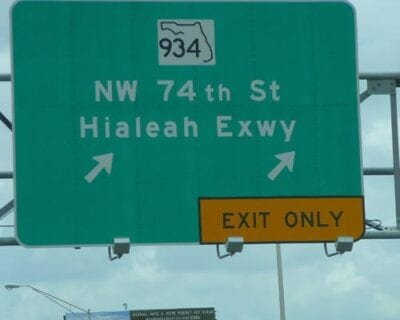 934
NW 74th St
Hialeah Exwy
EXIT ONLY